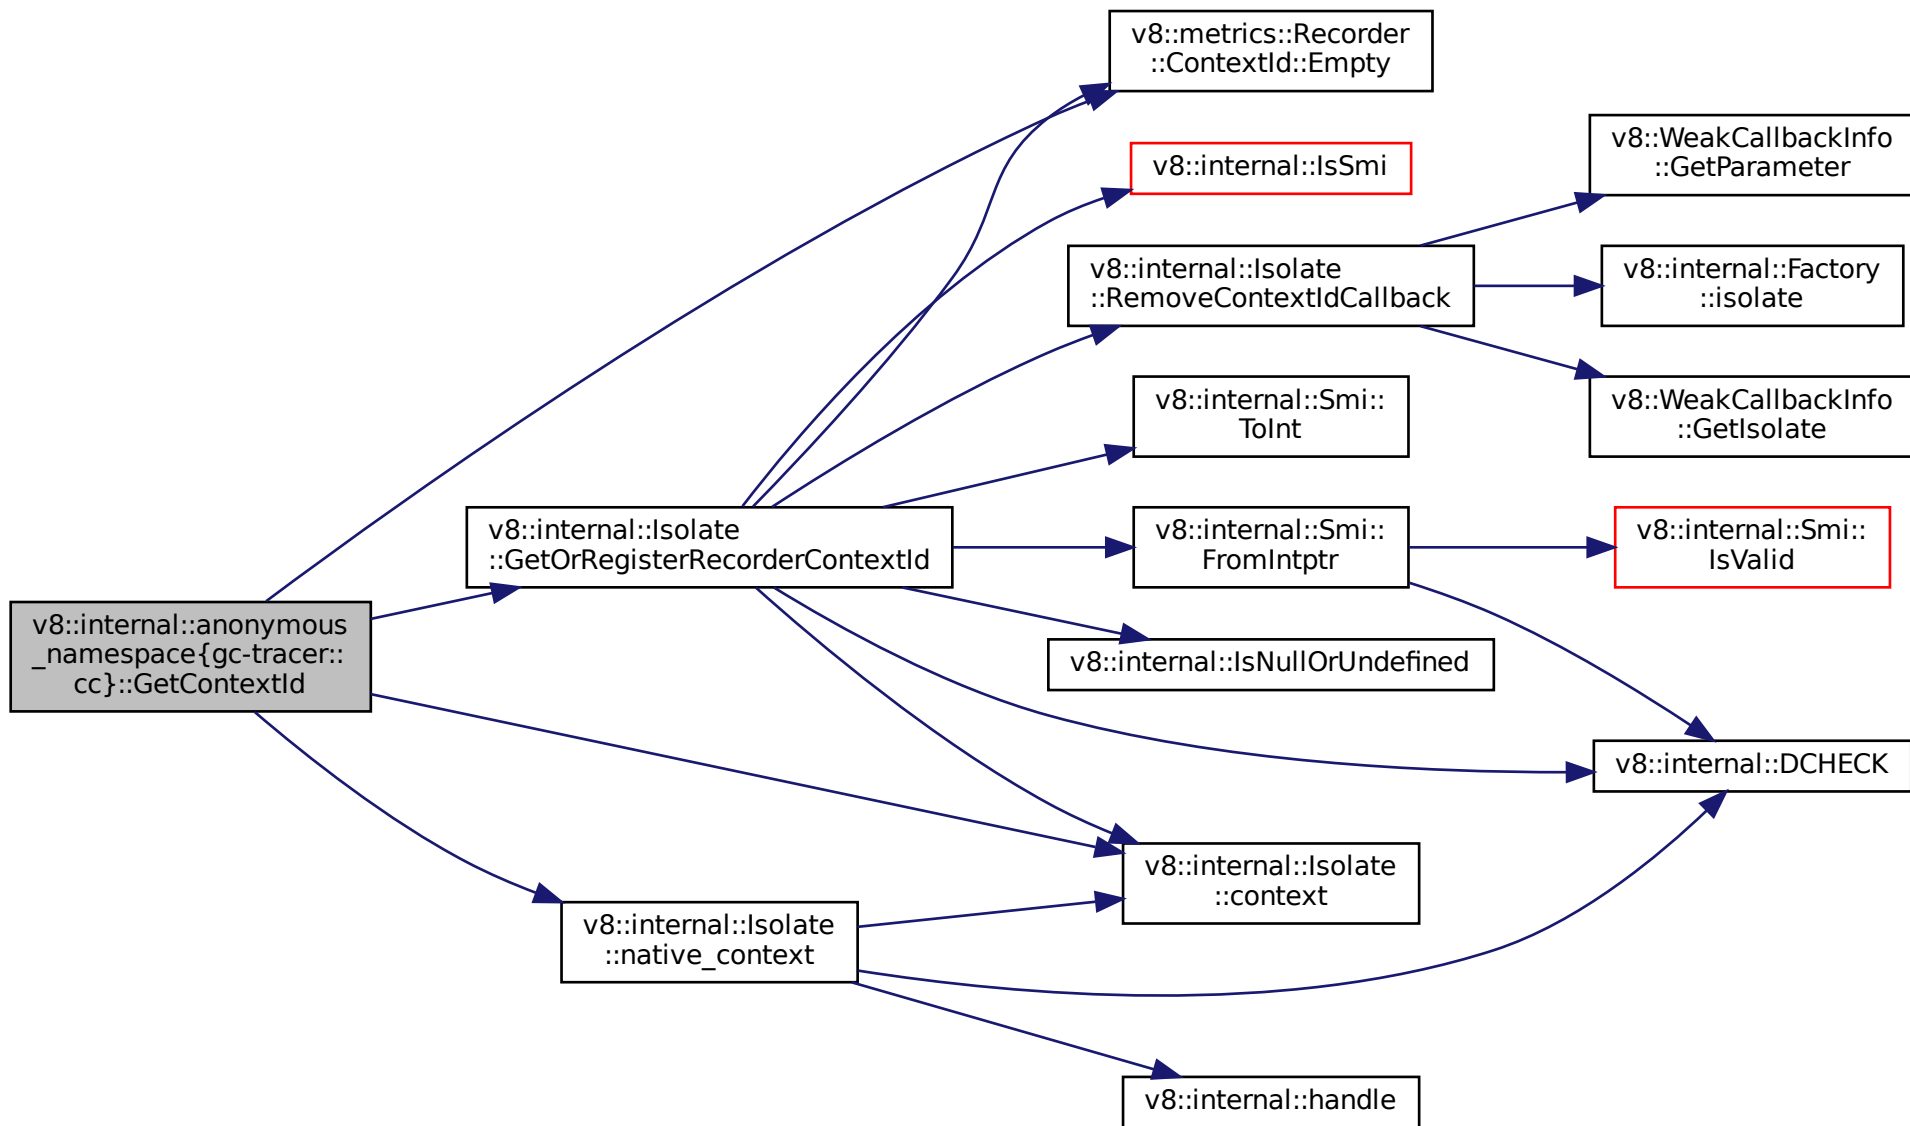 v8::metrics::Recorder
::ContextId::Empty
v8::internal::IsSmi
v8::WeakCallbackInfo
::GetParameter
v8::internal::Isolate
::RemoveContextIdCallback
v8::internal::Factory
::isolate
v8::WeakCallbackInfo
::GetIsolate
v8::internal::Smi::
ToInt
v8::internal::Isolate
::GetOrRegisterRecorderContextId
v8::internal::Smi::
FromIntptr
v8::internal::Smi::
IsValid
v8::internal::anonymous
_namespace{gc-tracer::
cc}::GetContextId
v8::internal::IsNullOrUndefined
v8::internal::DCHECK
v8::internal::Isolate
::context
v8::internal::Isolate
::native_context
v8::internal::handle